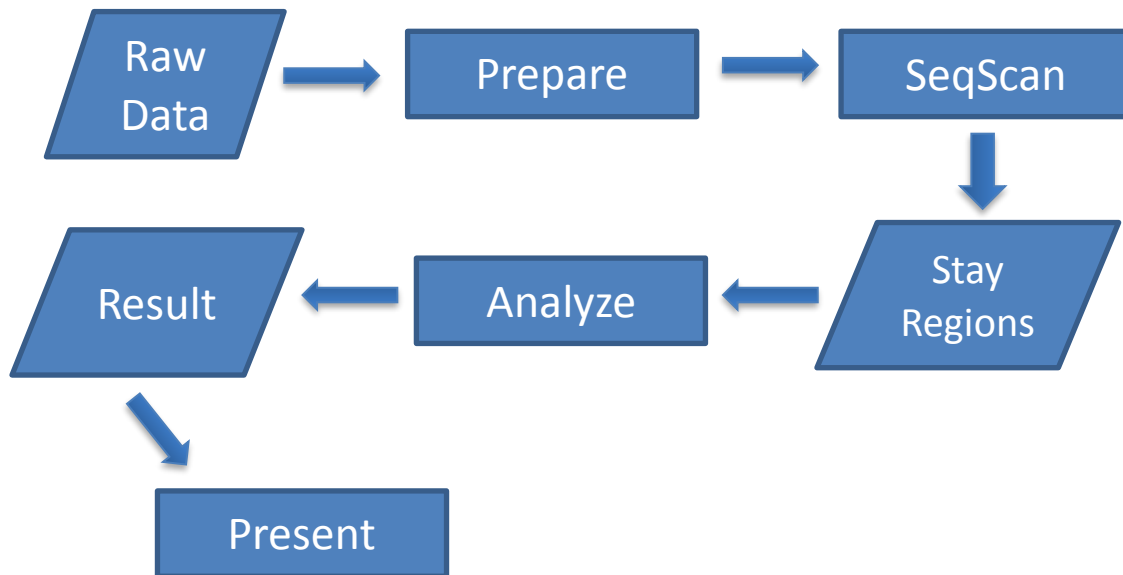 Raw
Data
Prepare
SeqScan
Stay
Regions
Analyze
Result
Present